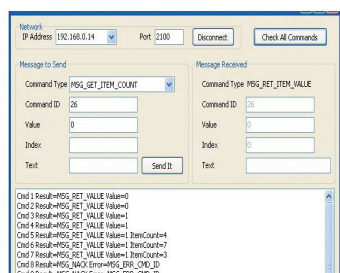 Network
IP Address 192.168.0.14 Port 2100 Disconnect Check All Commands
Message to Send
Command Type MSG_GET_ITEM_COUNT
Command ID 26
Value 0
Index
Text Send It
Message Received
Command Type MSG_RET_ITEM_VALUE
Command ID 26
Value 0
Index 0
Text
Cmd 1 Result=MSG_RET_VALUE Value=0
Cmd 2 Result=MSG_RET_VALUE Value=0
Cmd 3 Result=MSG_RET_VALUE Value=1
Cmd 4 Result=MSG_RET_VALUE Value=1
Cmd 5 Result=MSG_RET_VALUE Value=1 ItemCount=4
Cmd 6 Result=MSG_RET_VALUE Value=1 ItemCount=7
Cmd 7 Result=MSG_RET_VALUE Value=1 ItemCount=3
Cmd 8 Result=MSG_NACK Error=MSG_ERR_CMD_ID